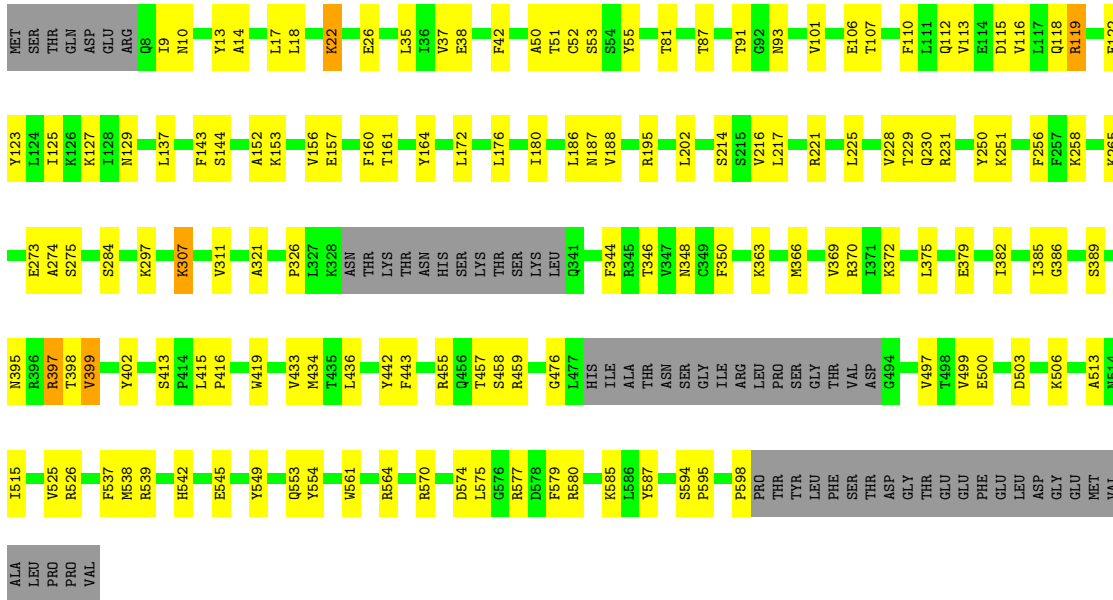 MET SER THR GLN ASP GLU ARG Q8 I9 N10 Y13 A14 L17 L18 K22 E26 L35 I36 V37 E38 F42 A50 T51 C52 S53 S54 Y55 T81 T87 T91 G92 N93 V101 E106 T107 F110 L111 Q112 V113 E114 D115 V116 L117 Q118 R119
Y123 L124 I125 K126 K127 I128 N129 L137 F143 S144 A152 K153 V156 E157 F160 T161 Y164 L172 L176 I180 L186 N187 V188 R195 L202 S214 S215 V216 L217 R221 L225 V228 T229 Q230 R231 Y250 K251 F256 F257 K258 K265
E273 A274 S275 S284 K297 K307 V311 A321 P326 L327 K328 ASN THR LYS THR ASN HIS SER LYS THR SER LYS LEU Q341 F344 R345 T346 V347 N348 C349 F350 K363 M366 V369 R370 I371 K372 L375 E379 I382 I385 G386 S389
N395 R396 R397 T398 V399 Y402 S413 P414 L415 P416 W419 V433 M434 T435 L436 Y442 F443 R455 Q456 T457 S458 R459 G476 L477 HIS ILE ALA THR ASN SER GLY ILE ARG LEU PRO SER GLY THR VAL ASP G494 V497 T498 V499 E500 D503 K506 A513 N514
I515 V525 R526 F537 M538 R539 H542 E545 Y549 Q553 Y554 W561 R564 R570 D574 L575 G576 R577 D578 F579 R580 K585 L586 Y587 S594 P595 P598 PRO THR TYR LEU PHE SER THR ASP GLY THR GLU GLU PHE GLU LEU ASP GLY GLU MET VAL
ALA LEU PRO PRO VAL